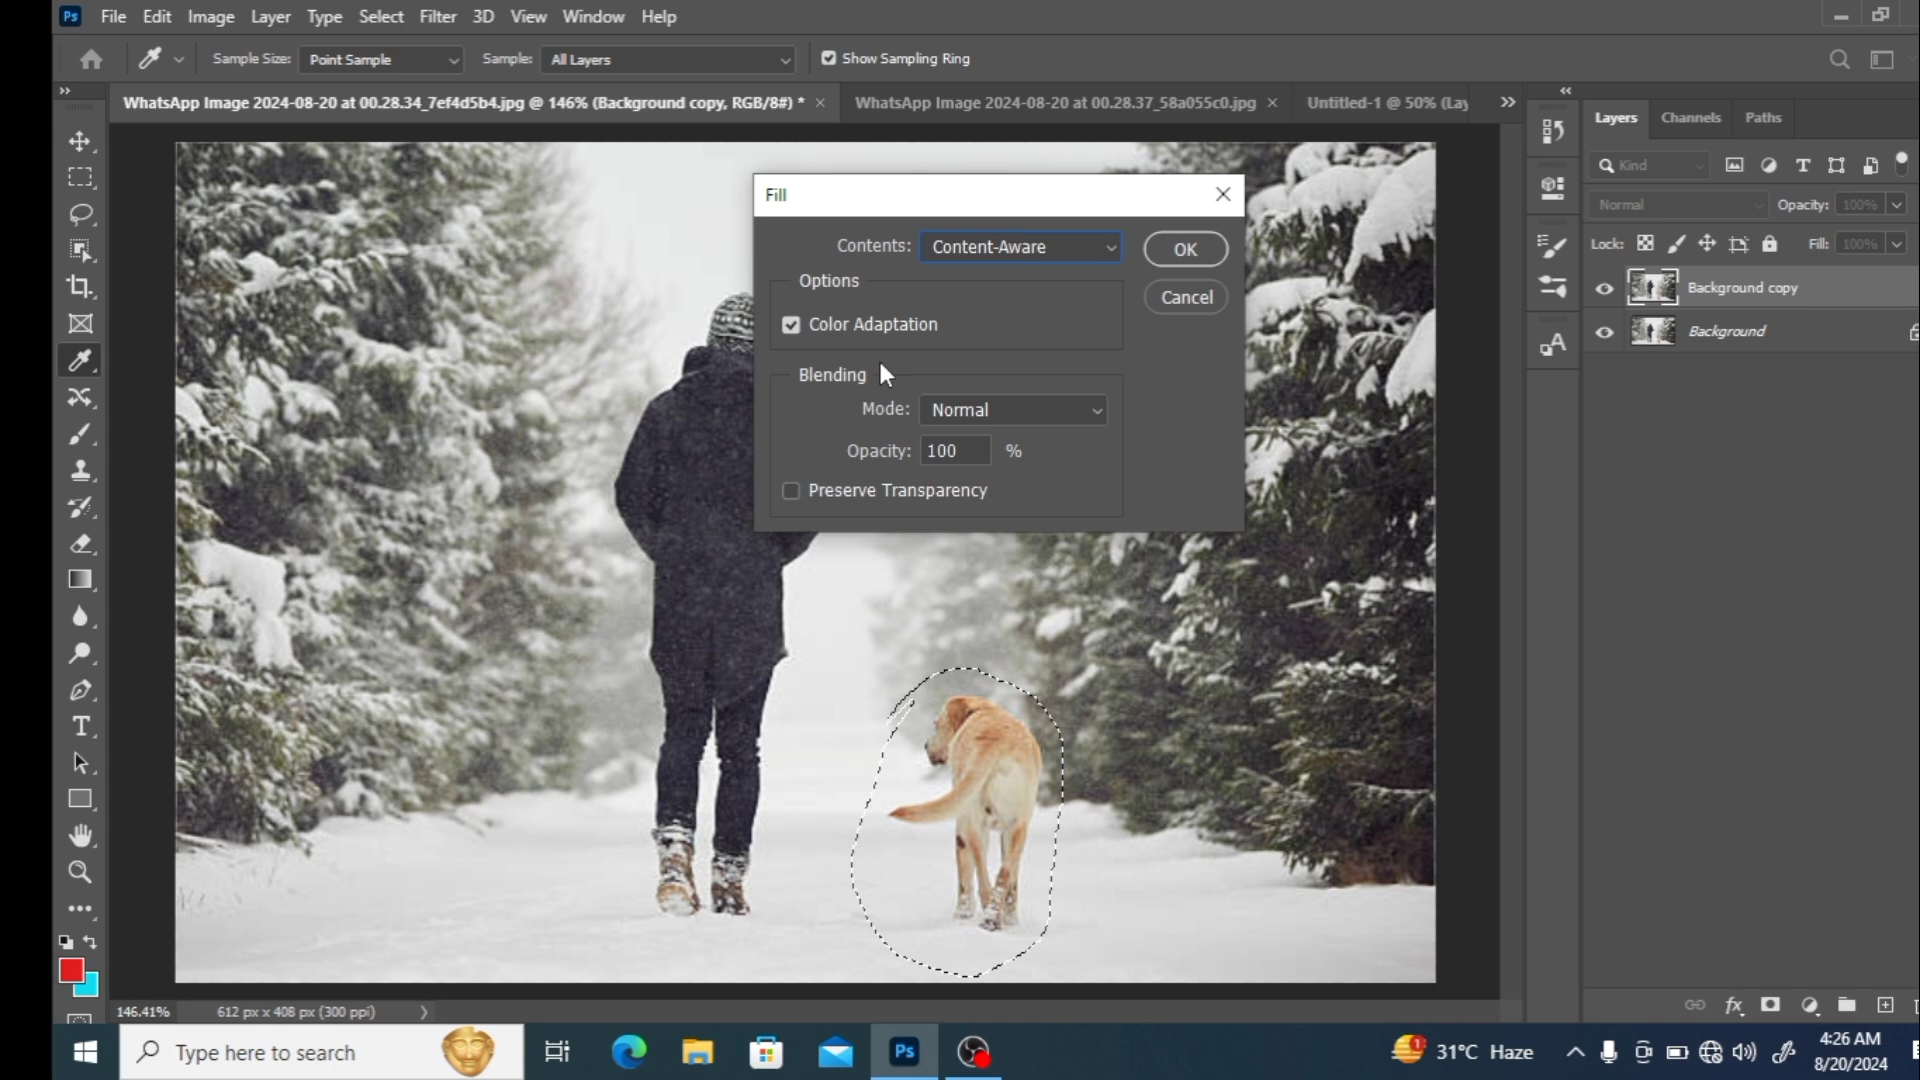 Ps File Edit Image Layer Type Select Filter 3D View Window Help
Sample Size: Point Sample Sample: All Layers Show Sampling Ring
WhatsApp Image 2024-08-20 at 00.28.34_7ef4d5b4.jpg @ 146% (Background copy, RGB/8#) * × WhatsApp Image 2024-08-20 at 00.28.37_58a055c0.jpg × Untitled-1 @ 50% (Lay
Layers Channels Paths
Kind
Normal Opacity: 100%
Lock: Fill: 100%
Background copy
Background
Fill
Contents: Content-Aware OK
Options Cancel
Color Adaptation
Blending
Mode: Normal
Opacity: 100 %
Preserve Transparency
146.41% 612 px x 408 px (300 ppi)
fx
Type here to search
Ps
1
31°C Haze
4:26 AM
8/20/2024